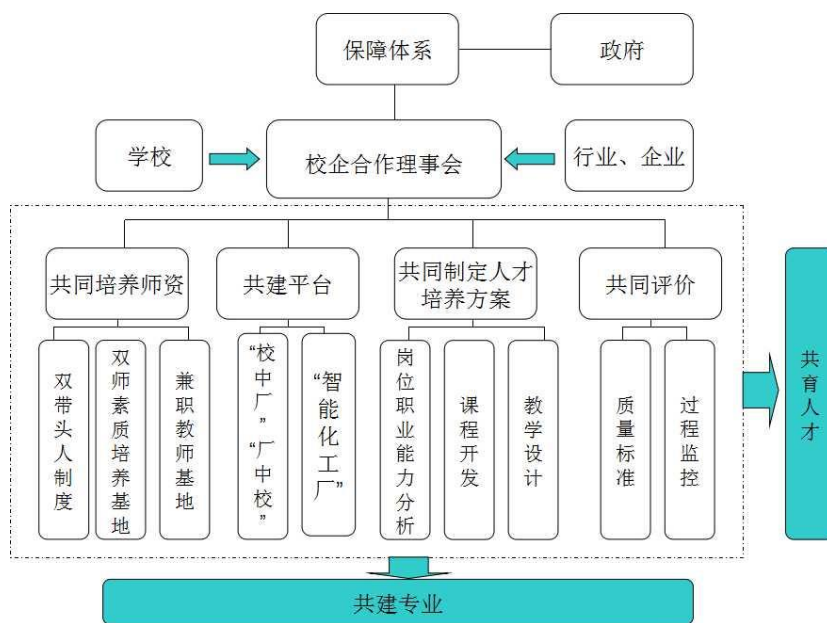 保障体系
政府
学校
校企合作理事会
行业、企业
共同培养师资
共建平台
共同制定人才
培养方案
共同评价
双带头人制度
双师素质培养基地
兼职教师基地
“校中厂”“厂中校”
“智能化工厂”
岗位职业能力分析
课程开发
教学设计
质量标准
过程监控
共育人才
共建专业